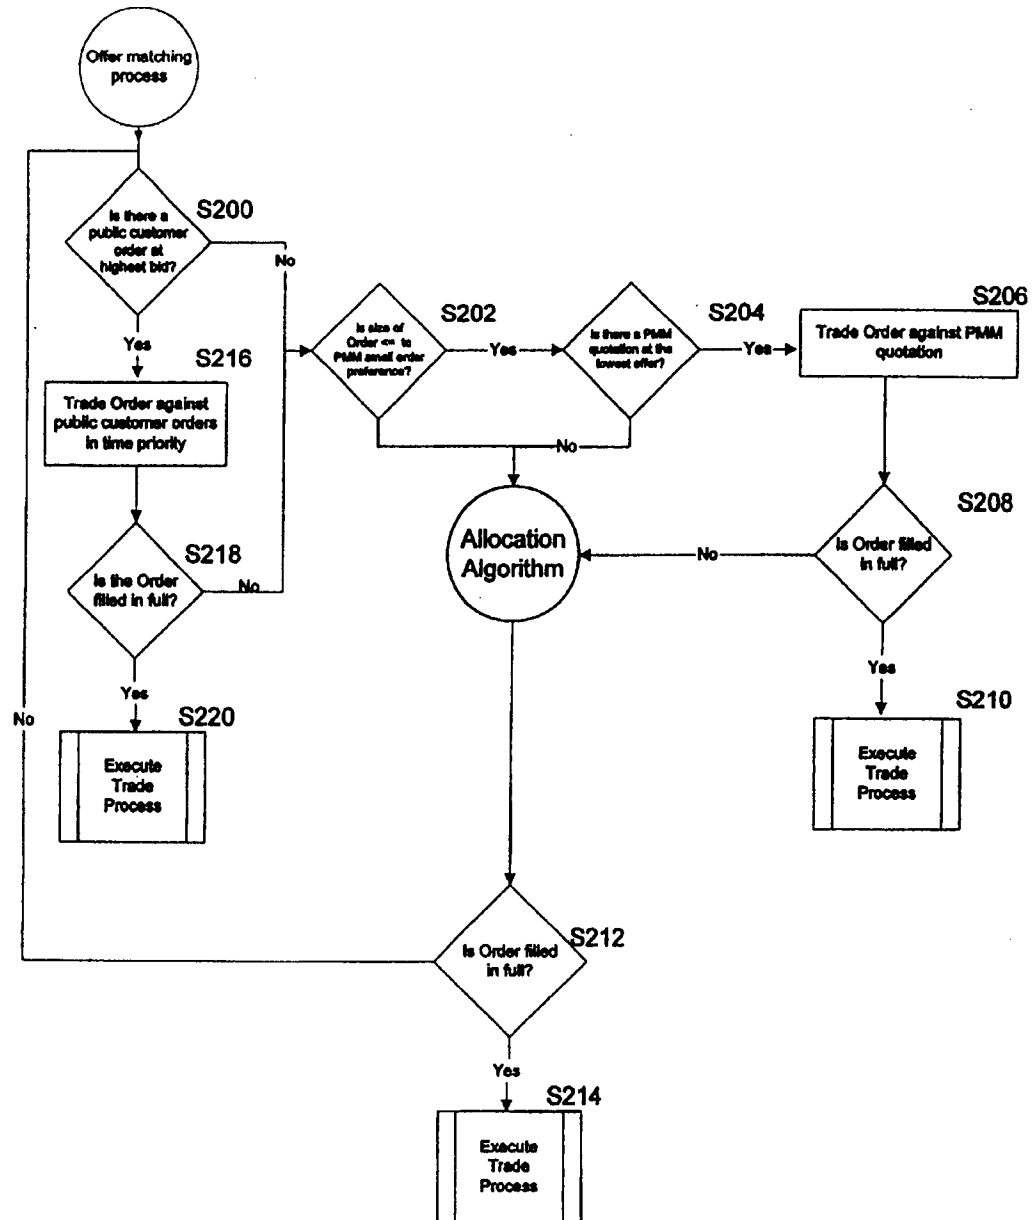 Offer matching
process
S200
Is there a
public customer
order at
highest bid?
No
Yes
S202
Is size of
Order <= to
PMM small order
preference?
Yes
S204
Is there a PMM
quotation at the
lowest offer?
Yes
S206
Trade Order against PMM
quotation
No
S216
Trade Order against
public customer orders
in time priority
S218
Is the Order
filled in full?
No
Yes
S220
Execute
Trade
Process
Allocation
Algorithm
S208
Is Order filled
in full?
No
Yes
S210
Execute
Trade
Process
No
S212
Is Order filled
in full?
Yes
S214
Execute
Trade
Process